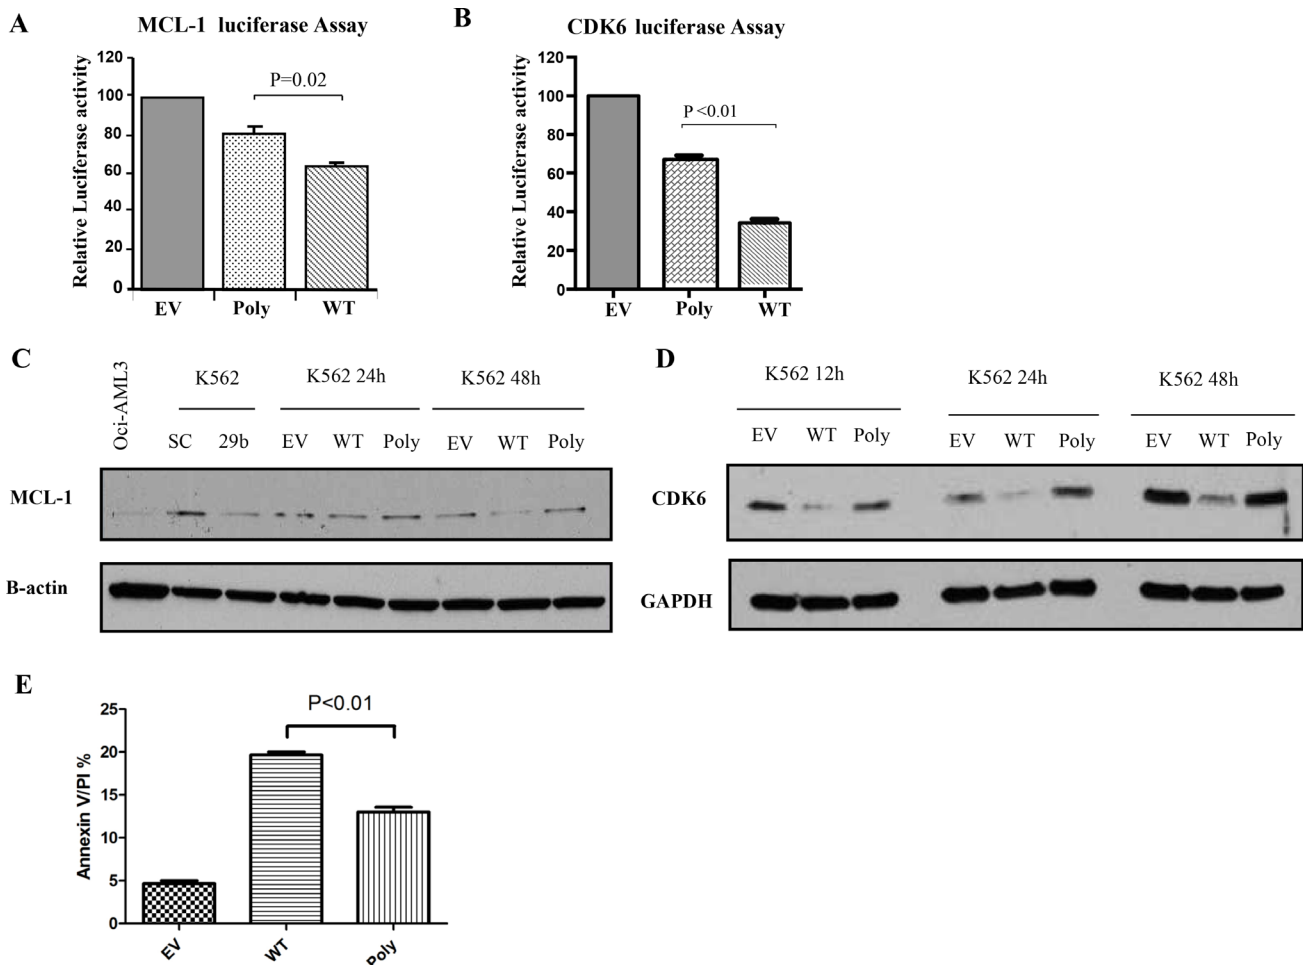 A
MCL-1 luciferase Assay
Relative Luciferase activity
120
100
80
60
40
20
0
P=0.02
EV Poly WT
B
CDK6 luciferase Assay
Relative Luciferase activity
120
100
80
60
40
20
0
P <0.01
EV Poly WT
C
Oci-AML3
K562 K562 24h K562 48h
SC 29b EV WT Poly EV WT Poly
MCL-1
B-actin
D
K562 12h K562 24h K562 48h
EV WT Poly EV WT Poly EV WT Poly
CDK6
GAPDH
E
Annexin V/PI %
25
20
15
10
5
0
P<0.01
EV WT Poly